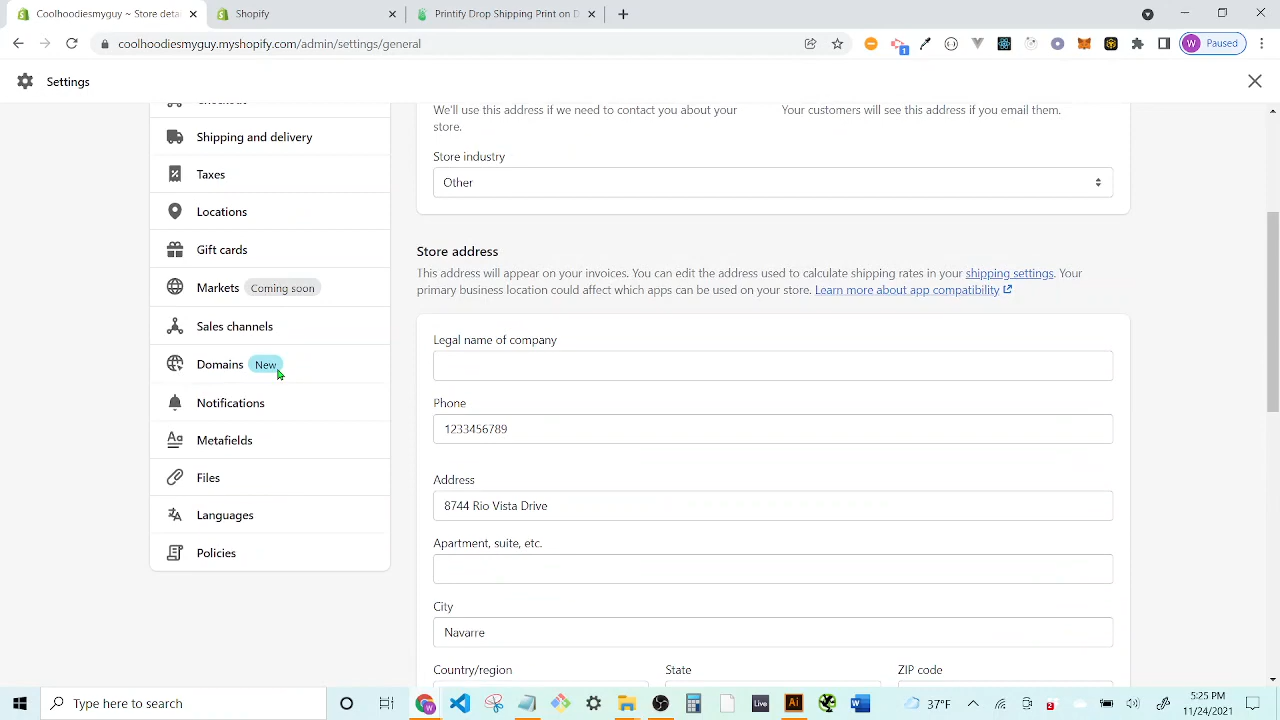 Coolhoodiesmyguy ~ Store deta
Shopify
Printify Drop Shipping Print on D
coolhoodiesmyguy.myshopify.com/admin/settings/general
1
W Paused
Settings
Checkout
We'll use this address if we need to contact you about your store.
Your customers will see this address if you email them.
Shipping and delivery
Store industry
Taxes
Other
Locations
Gift cards
Store address
This address will appear on your invoices. You can edit the address used to calculate shipping rates in your shipping settings. Your
primary business location could affect which apps can be used on your store. Learn more about app compatibility
Markets Coming soon
Sales channels
Legal name of company
Domains New
Notifications
Phone
1233456789
Metafields
Files
Address
8744 Rio Vista Drive
Languages
Apartment, suite, etc.
Policies
City
Navarre
Country/region
State
ZIP code
Type here to search
W
Live
Ai
2
37°F
5:25 PM
11/24/2021